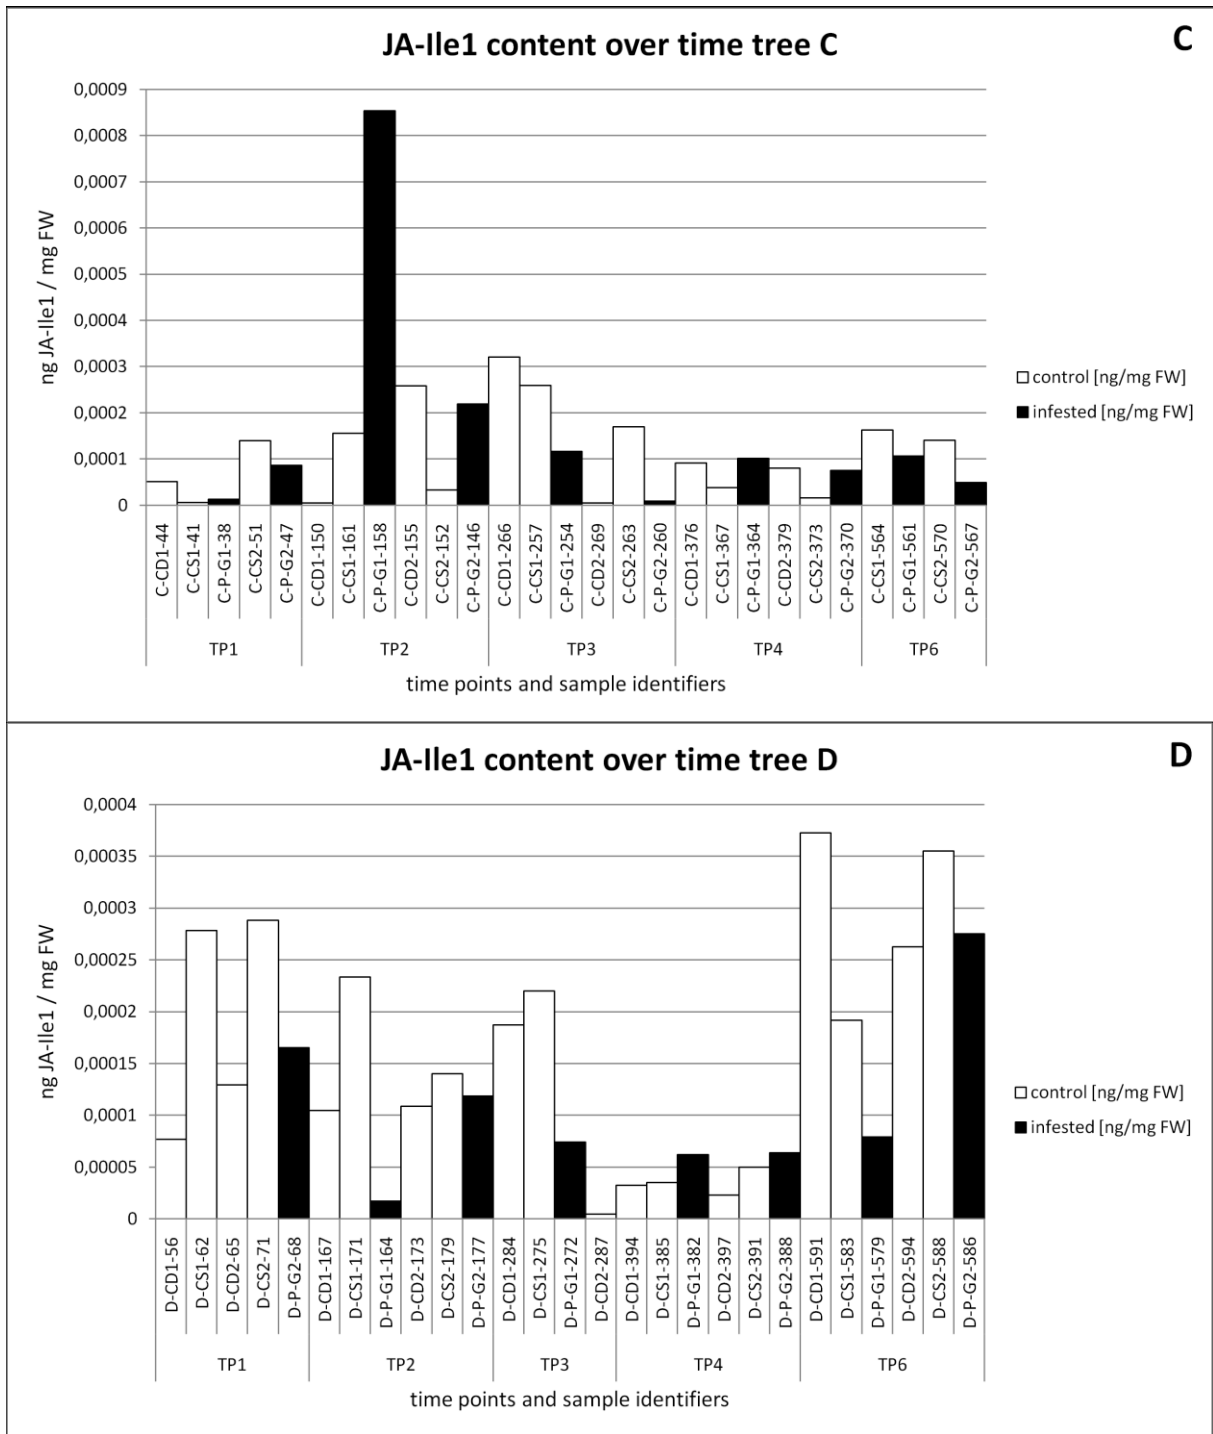 JA-Ile1 content over time tree C
C
0,0009
0,0008
0,0007
0,0006
0,0005
0,0004
0,0003
0,0002
0,0001
0
ng JA-Ile1 / mg FW
control [ng/mg FW]
infested [ng/mg FW]
C-CD1-44
C-CS1-41
C-P-G1-38
C-CS2-51
C-P-G2-47
C-CD1-150
C-CS1-161
C-P-G1-158
C-CD2-155
C-CS2-152
C-P-G2-146
C-CD1-266
C-CS1-257
C-P-G1-254
C-CD2-269
C-CS2-263
C-P-G2-260
C-CD1-376
C-CS1-367
C-P-G1-364
C-CD2-379
C-CS2-373
C-P-G2-370
C-CS1-564
C-P-G1-561
C-CS2-570
C-P-G2-567
TP1 TP2 TP3 TP4 TP6
time points and sample identifiers
JA-Ile1 content over time tree D
D
0,0004
0,00035
0,0003
0,00025
0,0002
0,00015
0,0001
0,00005
0
ng JA-Ile1 / mg FW
control [ng/mg FW]
infested [ng/mg FW]
D-CD1-56
D-CS1-62
D-CD2-65
D-CS2-71
D-P-G2-68
D-CD1-167
D-CS1-171
D-P-G1-164
D-CD2-173
D-CS2-179
D-P-G2-177
D-CD1-284
D-CS1-275
D-P-G1-272
D-CD2-287
D-CD1-394
D-CS1-385
D-P-G1-382
D-CD2-397
D-CS2-391
D-P-G2-388
D-CD1-591
D-CS1-583
D-P-G1-579
D-CD2-594
D-CS2-588
D-P-G2-586
TP1 TP2 TP3 TP4 TP6
time points and sample identifiers